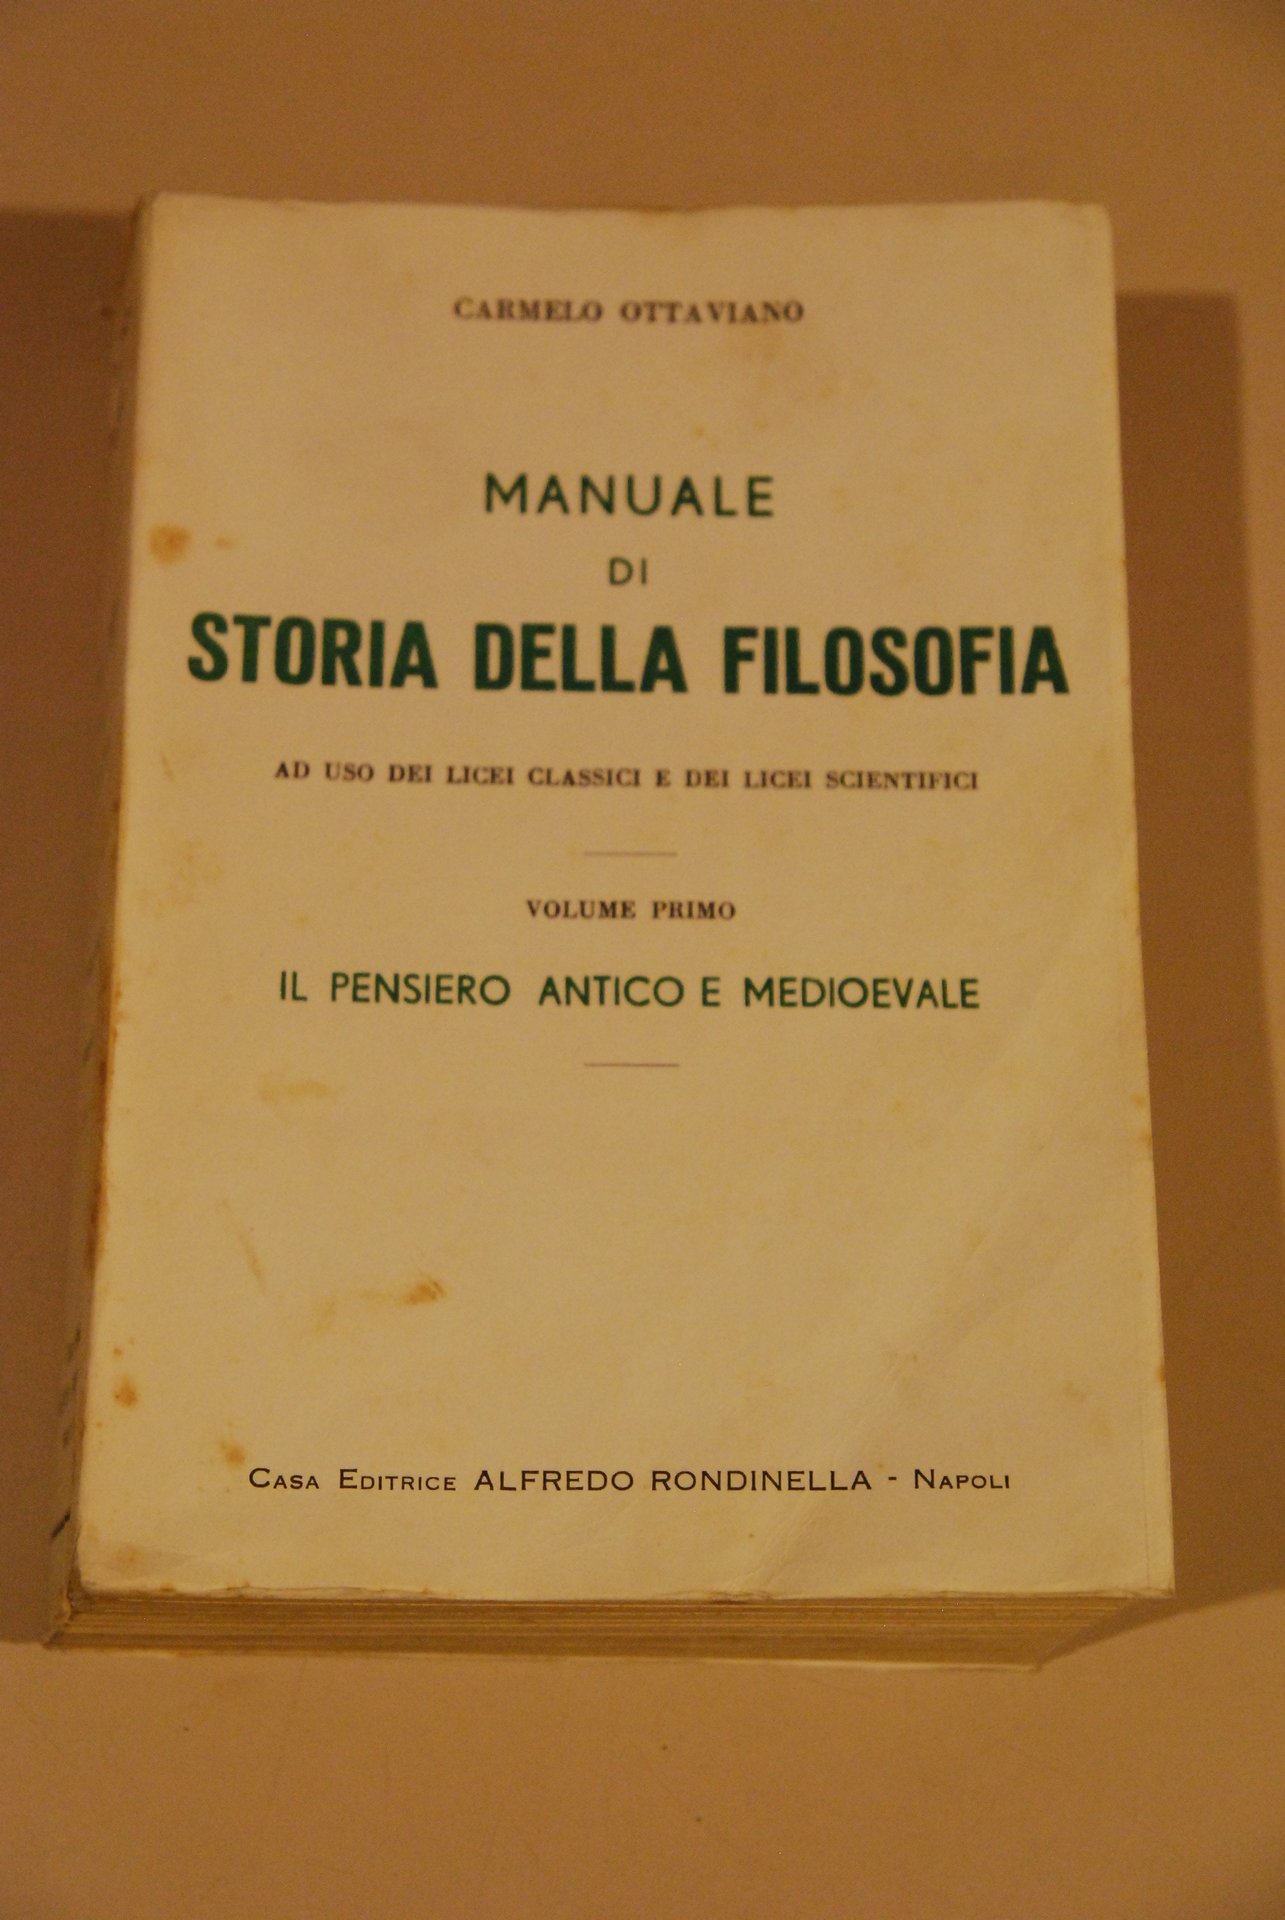 CARMELO OTTAVIANO
MANUALE
DI
STORIA DELLA FILOSOFIA
AD USO DEI LICEI CLASSICI E DEI LICEI SCIENTIFICI
VOLUME PRIMO
IL PENSIERO ANTICO E MEDIOEVALE
CASA EDITRICE ALFREDO RONDINELLA - NAPOLI